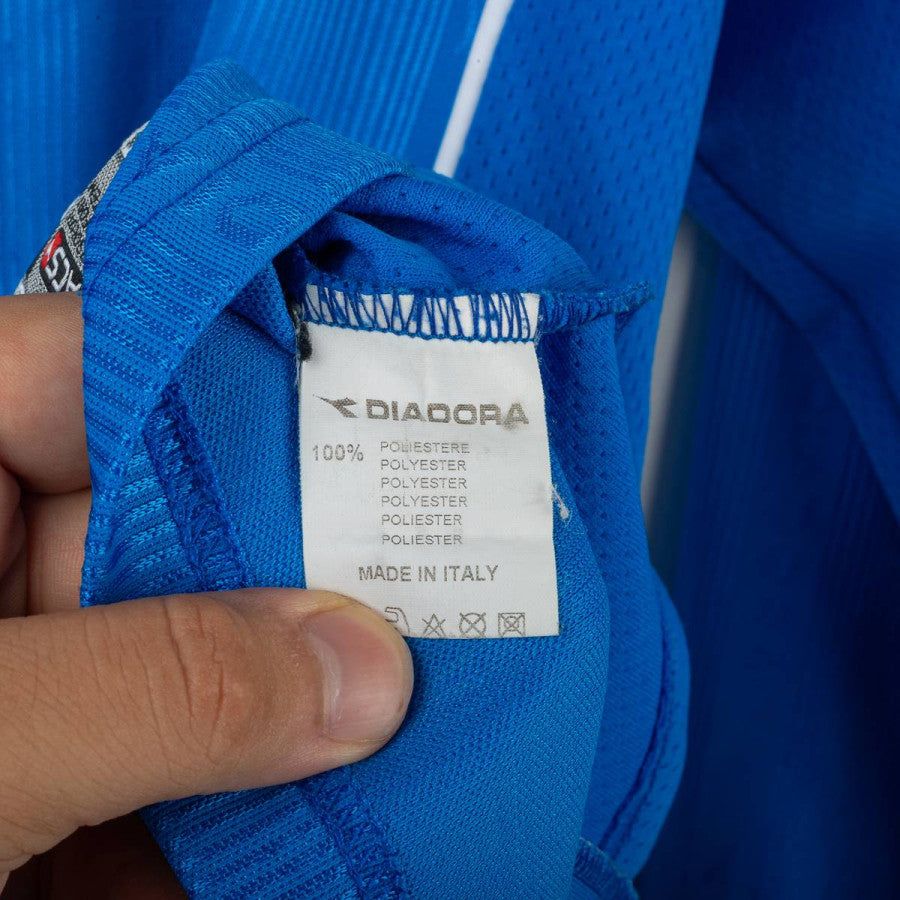 DIADORA
100% POLIESTERE
POLYESTER
POLYESTER
POLYESTER
POLIESTER
POLIESTER
MADE IN ITALY